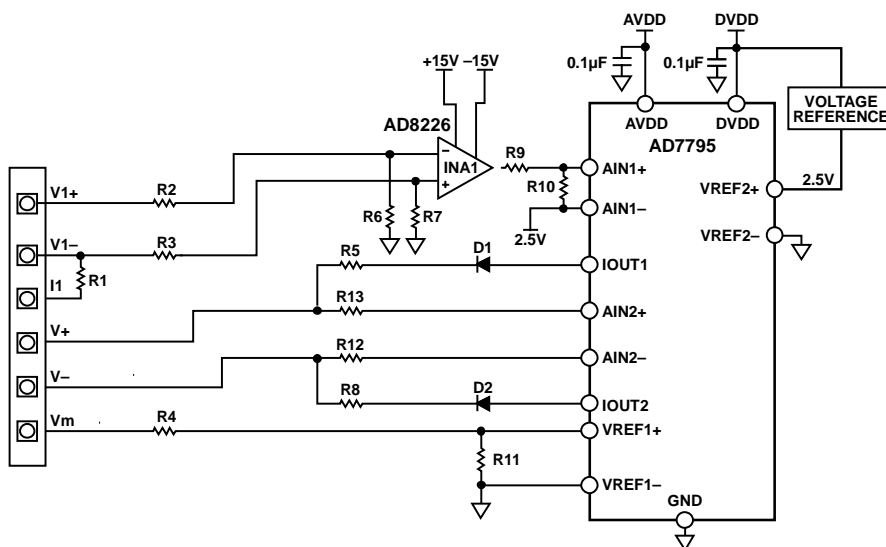 AVDD
DVDD
0.1µF
0.1µF
+15V
–15V
VOLTAGE
REFERENCE
AD8226
AVDD
DVDD
AD7795
–
INA1
+
R9
AIN1+
2.5V
VREF2+
V1+
R2
R10
R6
R7
AIN1–
VREF2–
2.5V
V1–
R3
R5
D1
IOUT1
R1
I1
R13
AIN2+
V+
R12
AIN2–
V–
R8
D2
IOUT2
Vm
R4
VREF1+
R11
VREF1–
GND